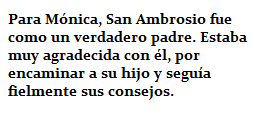 Para Mónica, San Ambrosio fue
como un verdadero padre. Estaba
muy agradecida con él, por
encaminar a su hijo y seguía
fielmente sus consejos.